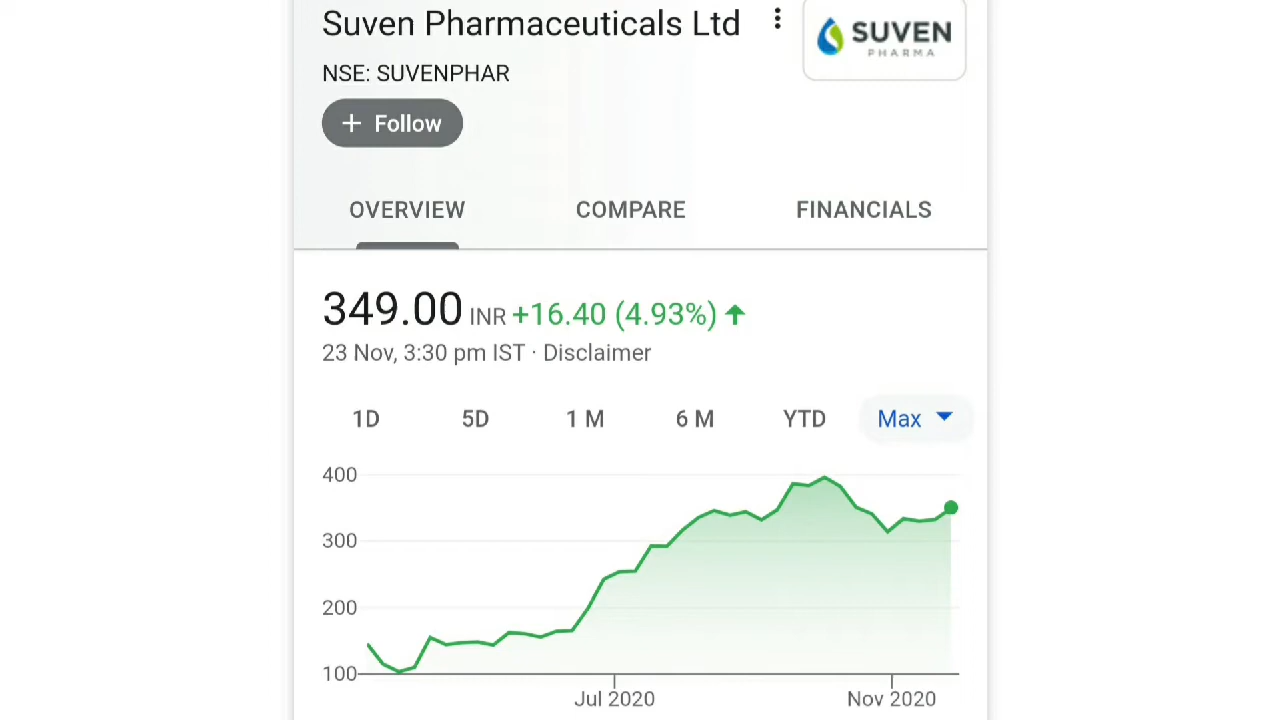 Suven Pharmaceuticals Ltd
SUVEN
PHARMA
NSE: SUVENPHAR
+ Follow
OVERVIEW COMPARE FINANCIALS
349.00 INR +16.40 (4.93%)
23 Nov, 3:30 pm IST · Disclaimer
1D 5D 1 M 6 M YTD Max
400
300
200
100
Jul 2020 Nov 2020